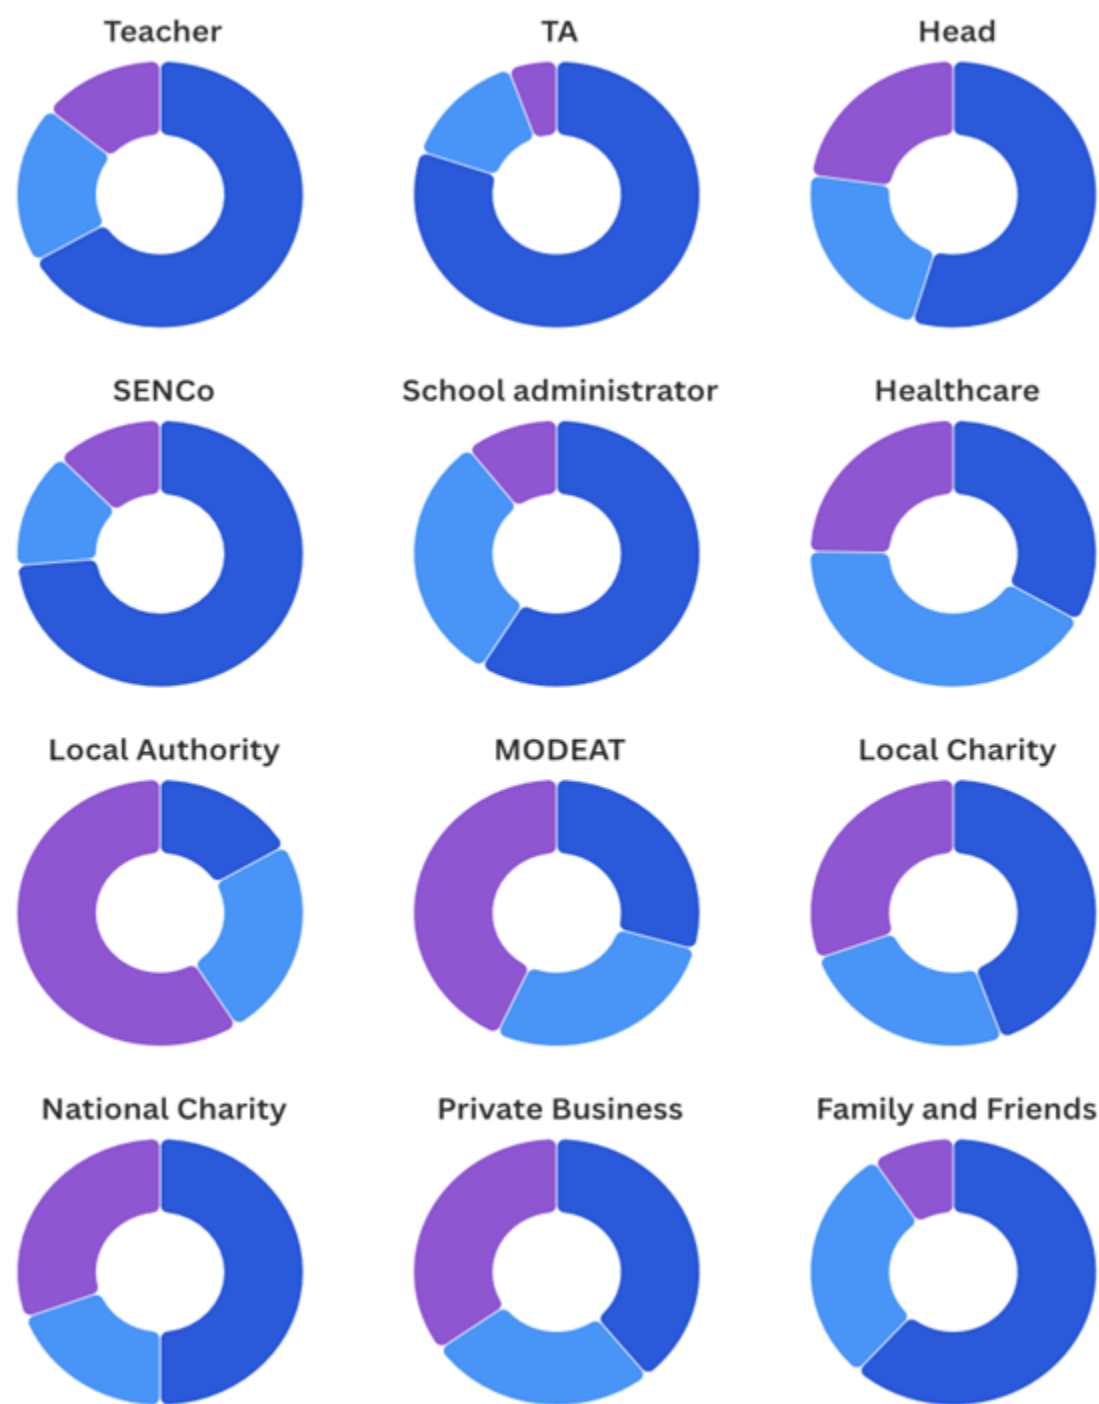 Teacher
TA
Head
SENCo
School administrator
Healthcare
Local Authority
MODEAT
Local Charity
National Charity
Private Business
Family and Friends